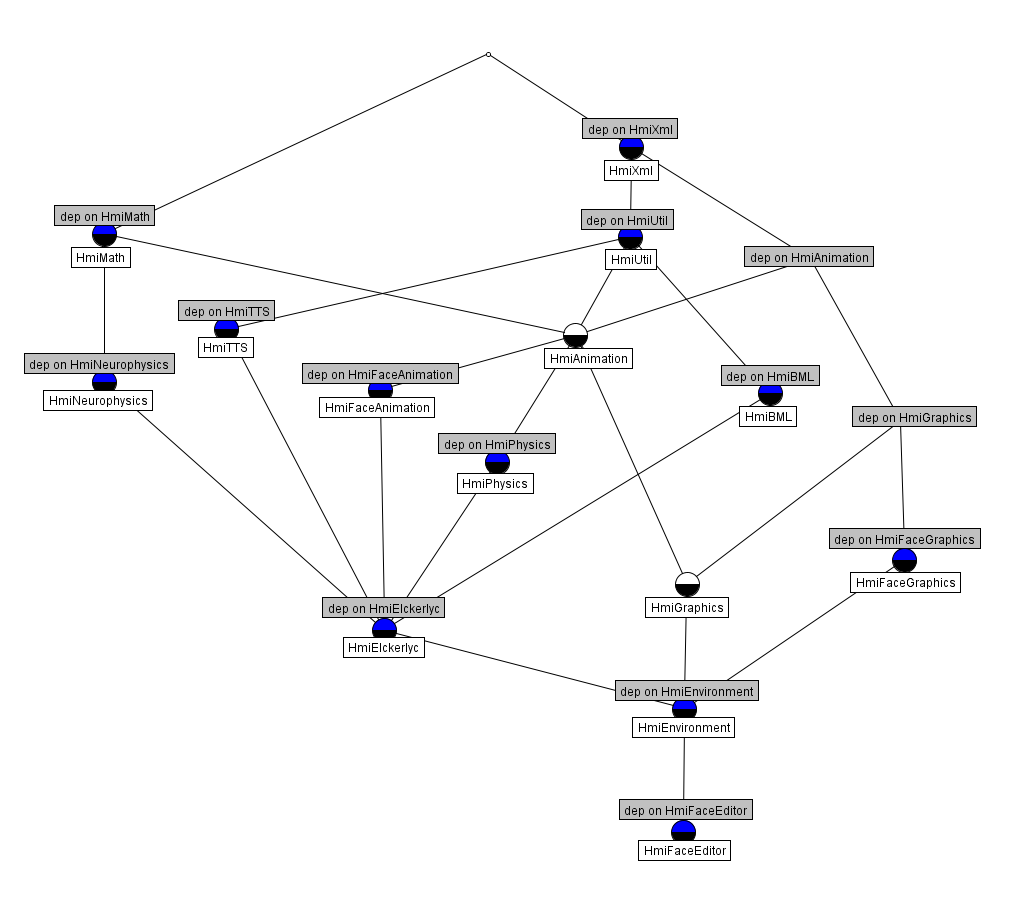 dep on HmiXml
HmiXml
dep on HmiMath
HmiMath
dep on HmiUtil
HmiUtil
dep on HmiAnimation
dep on HmiTTS
HmiTTS
HmiAnimation
dep on HmiNeurophysics
HmiNeurophysics
dep on HmiFaceAnimation
HmiFaceAnimation
dep on HmiBML
HmiBML
dep on HmiGraphics
dep on HmiPhysics
HmiPhysics
dep on HmiFaceGraphics
HmiFaceGraphics
dep on HmiElckerlyc
HmiElckerlyc
HmiGraphics
dep on HmiEnvironment
HmiEnvironment
dep on HmiFaceEditor
HmiFaceEditor